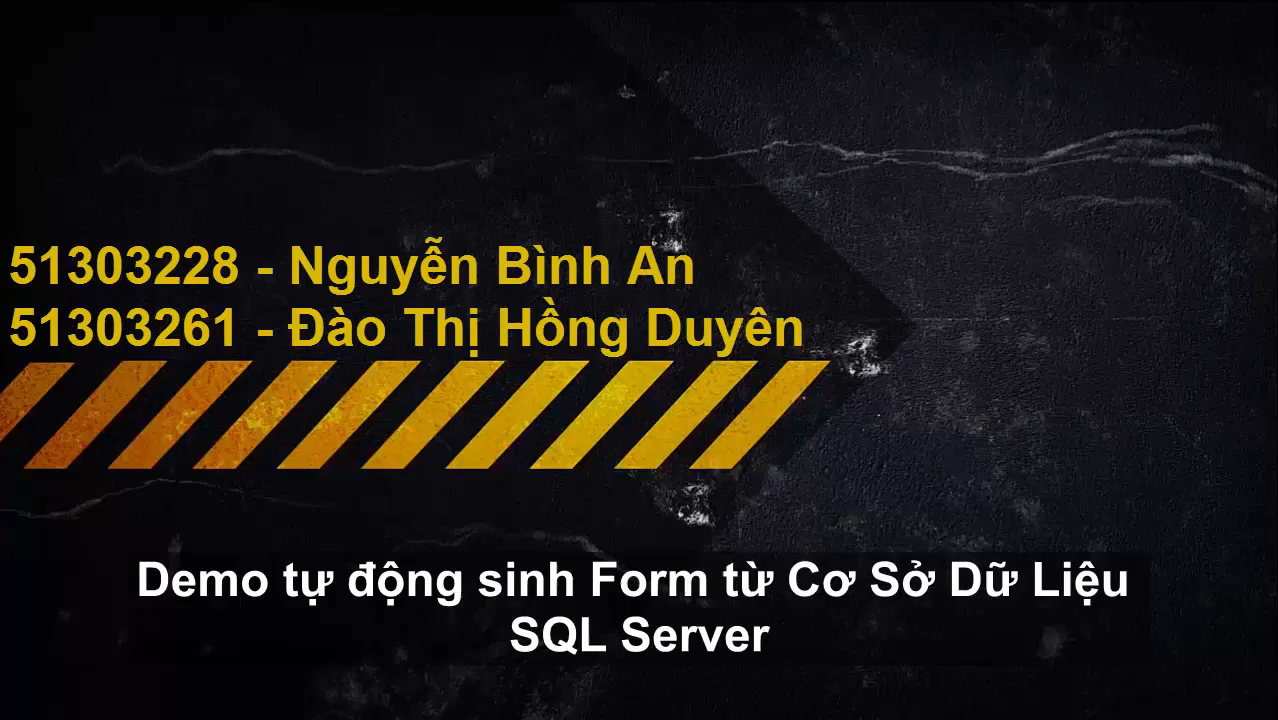 51303228 - Nguyễn Bình An
51303261 - Đào Thị Hồng Duyên
Demo tự động sinh Form từ Cơ Sở Dữ Liệu
SQL Server